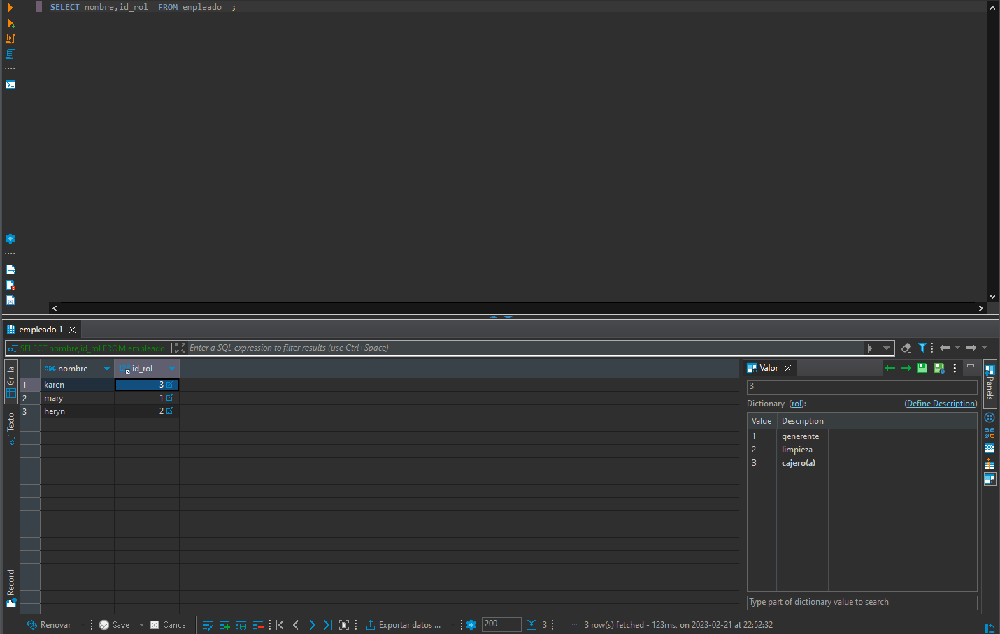 SELECT nombre,id_rol  FROM empleado  ;
empleado 1
SELECT nombre,id_rol FROM empleado
Enter a SQL expression to filter results (use Ctrl+Space)
Grilla
Texto
Record
ABC nombre
id_rol
1 karen 3
2 mary 1
3 heryn 2
Valor
3
Dictionary (rol): (Define Description)
Value Description
1 generente
2 limpieza
3 cajero(a)
Type part of dictionary value to search
Panels
Renovar Save Cancel Exportar datos ... 200 3 3 row(s) fetched - 123ms, on 2023-02-21 at 22:52:32